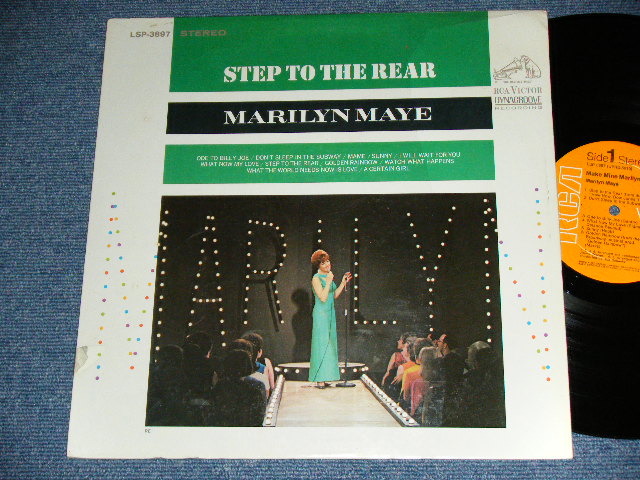 LSP-3897 STEREO
STEP TO THE REAR
MARILYN MAYE
RCA VICTOR
DYNAGROOVE
RECORDING
ODE TO BILLY JOE / DON'T SLEEP IN THE SUBWAY / MAME / SUNNY / I WILL WAIT FOR YOU
WHAT NOW MY LOVE / STEP TO THE REAR / GOLDEN RAINBOW / WATCH WHAT HAPPENS
WHAT THE WORLD NEEDS NOW IS LOVE / A CERTAIN GIRL
ARILY
RCA
Side 1 Stereo
Make Mine Marilyn
Marilyn Maye